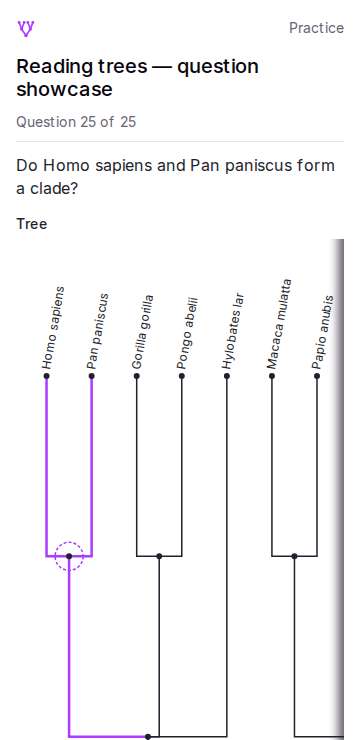 Practice
Reading trees — question
showcase
Question 25 of 25
Do Homo sapiens and Pan paniscus form
a clade?
Tree
Homo sapiens
Pan paniscus
Gorilla gorilla
Pongo abelii
Hylobates lar
Macaca mulatta
Papio anubis